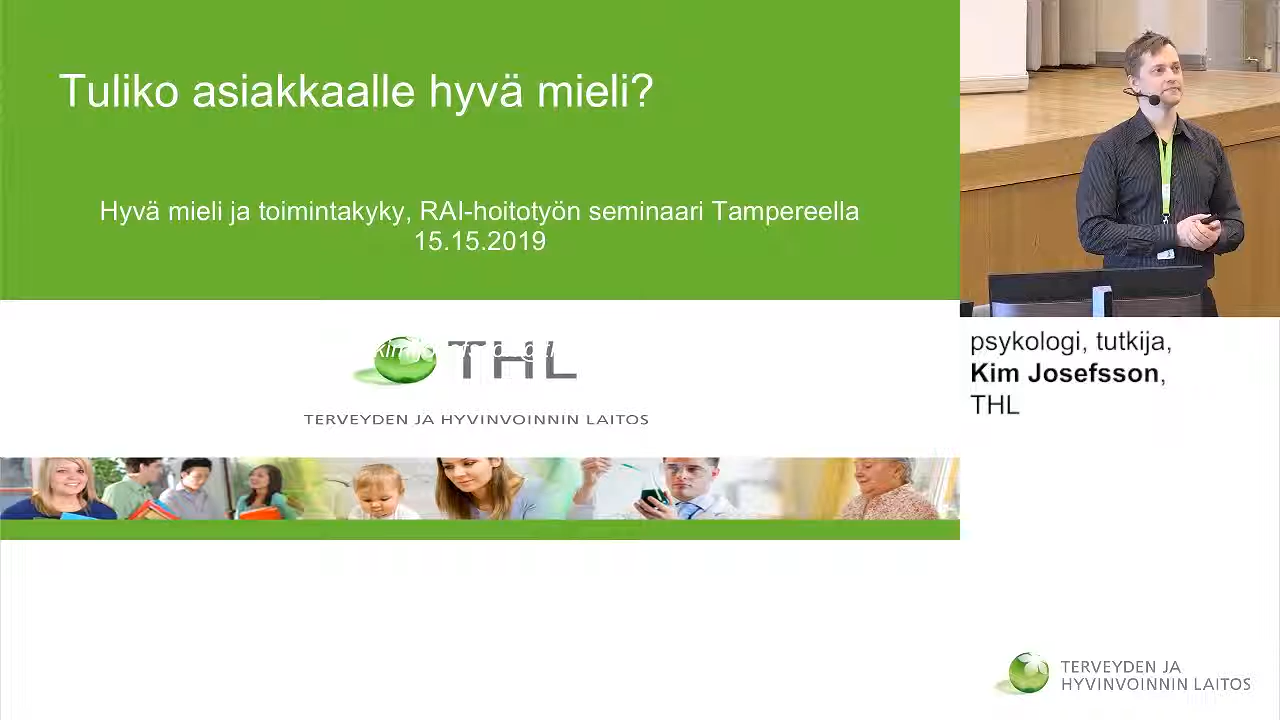 Tuliko asiakkaalle hyvä mieli?
Hyvä mieli ja toimintakyky, RAI-hoitotyön seminaari Tampereella
15.15.2019
THL
TERVEYDEN JA HYVINVOINNIN LAITOS
psykologi, tutkija,
Kim Josefsson,
THL
TERVEYDEN JA
HYVINVOINNIN LAITOS